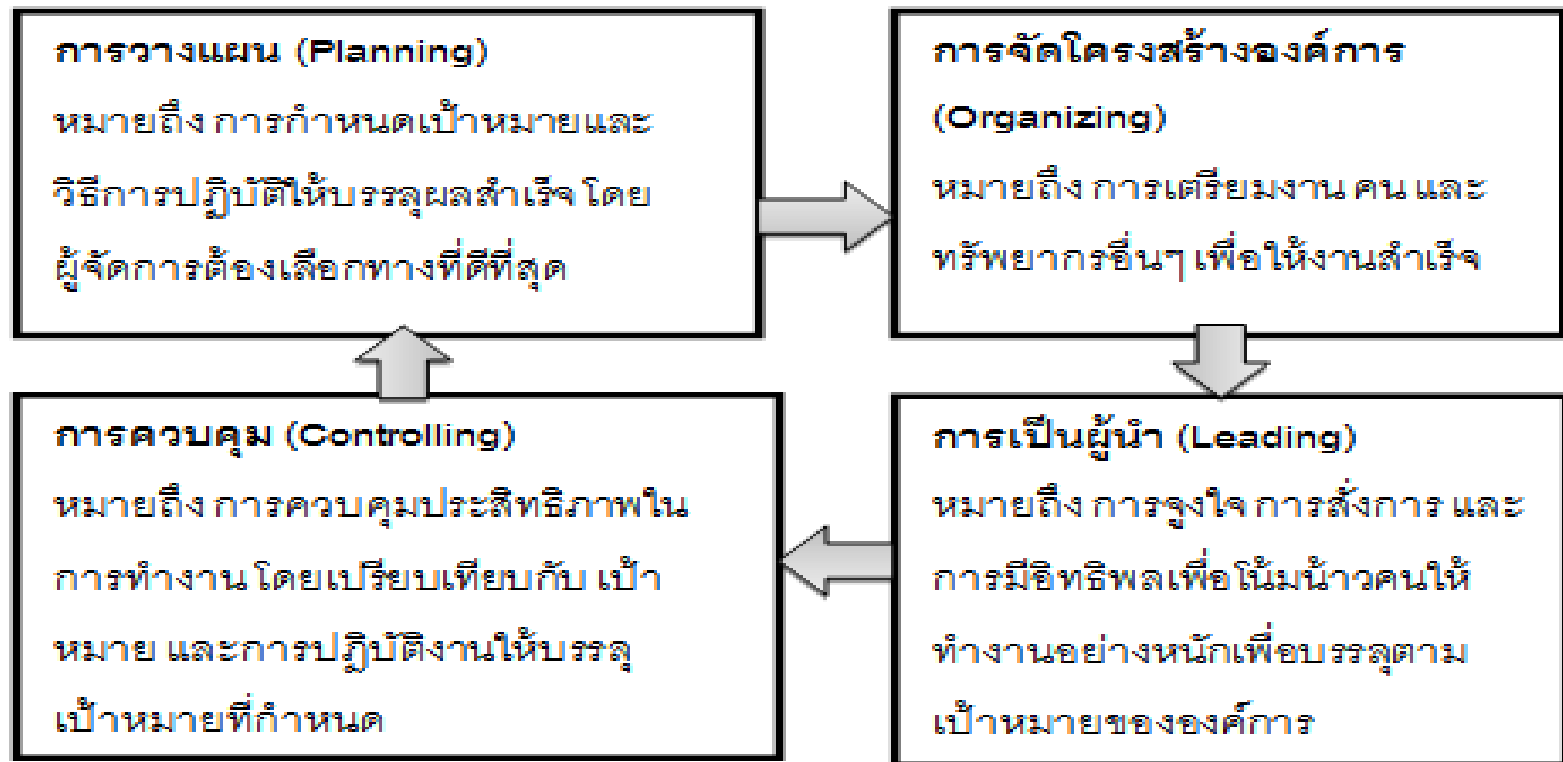 การวางแผน (Planning)
หมายถึง การกำหนดเป้าหมายและ
วิธีการปฏิบัติให้บรรลุผลสำเร็จ โดย
ผู้จัดการต้องเลือกทางที่ดีที่สุด
การจัดโครงสร้างองค์การ
(Organizing)
หมายถึง การเตรียมงาน คน และ
ทรัพยากรอื่นๆ เพื่อให้งานสำเร็จ
การควบคุม (Controlling)
หมายถึง การควบคุมประสิทธิภาพใน
การทำงาน โดยเปรียบเทียบกับ เป้า
หมาย และการปฏิบัติงานให้บรรลุ
เป้าหมายที่กำหนด
การเป็นผู้นำ (Leading)
หมายถึง การจูงใจ การสั่งการ และ
การมีอิทธิพลเพื่อโน้มน้าวคนให้
ทำงานอย่างหนักเพื่อบรรลุตาม
เป้าหมายขององค์การ